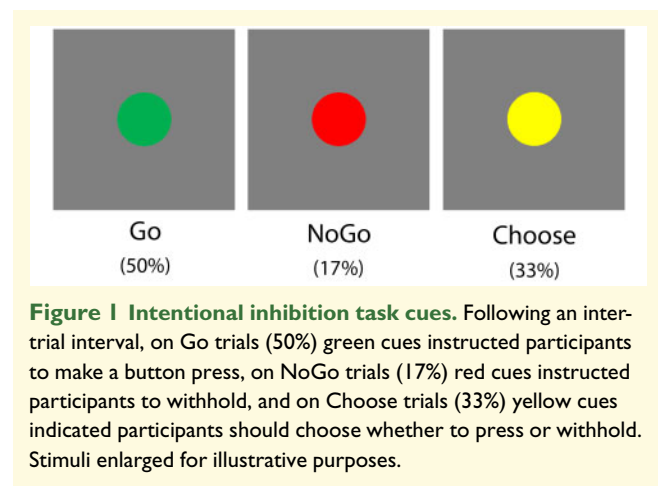 Go
NoGo
Choose
(50%)
(17%)
(33%)
Figure 1 Intentional inhibition task cues. Following an inter-
trial interval, on Go trials (50%) green cues instructed participants
to make a button press, on NoGo trials (17%) red cues instructed
participants to withhold, and on Choose trials (33%) yellow cues
indicated participants should choose whether to press or withhold.
Stimuli enlarged for illustrative purposes.